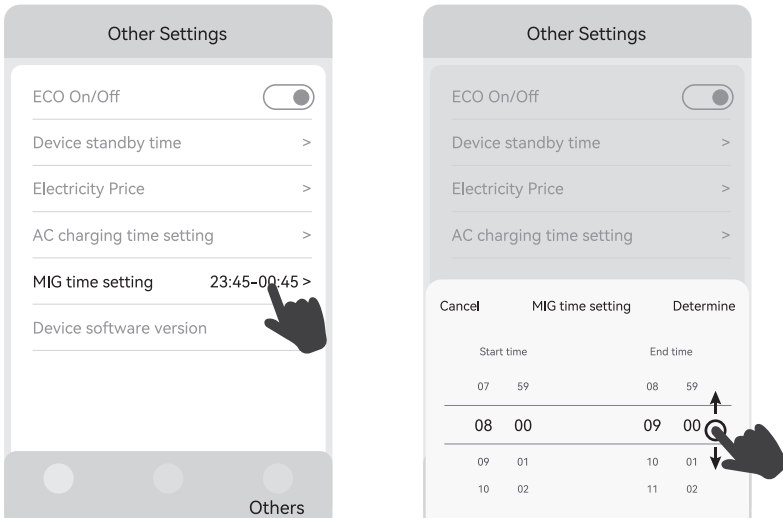 Other Settings
ECO On/Off
Device standby time >
Electricity Price >
AC charging time setting >
MIG time setting 23:45-00:45 >
Device software version
Others
Other Settings
ECO On/Off
Device standby time >
Electricity Price >
AC charging time setting >
Cancel MIG time setting Determine
Start time End time
07 59 08 59
08 00 09 00
09 01 10 01
10 02 11 02